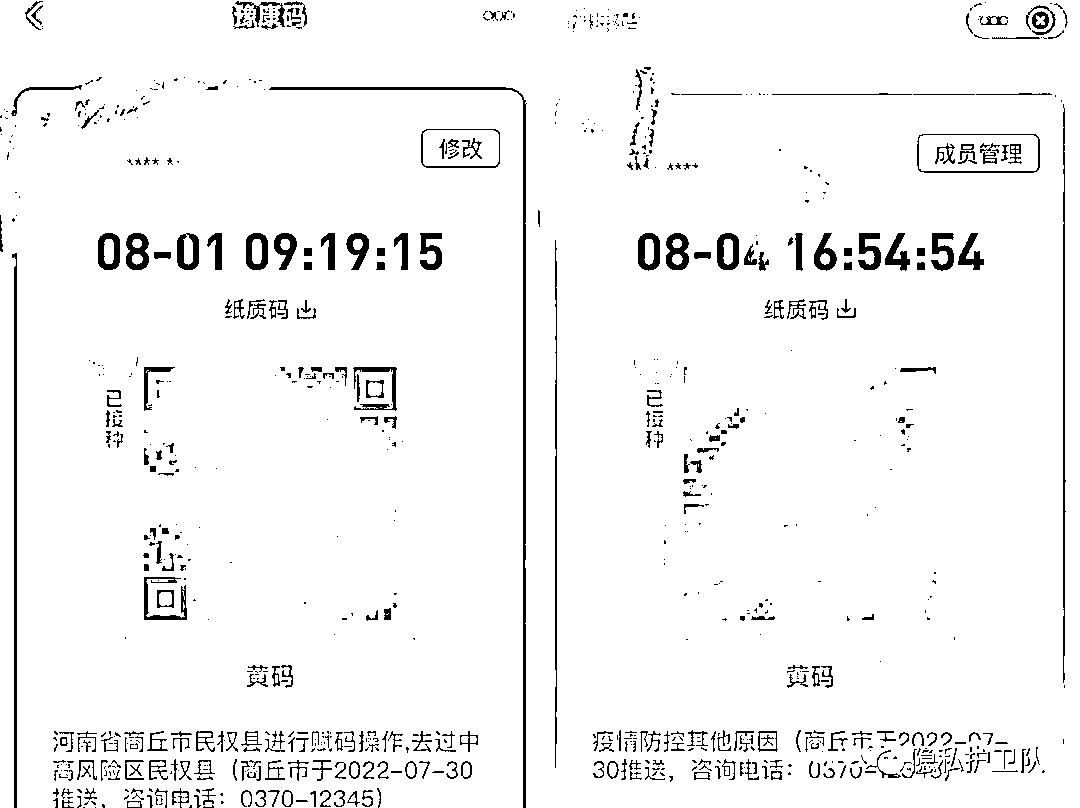 豫康码
修改
08-01 09:19:15
纸质码
已接种
黄码
河南省商丘市民权县进行赋码操作,去过中
高风险区民权县（商丘市于2022-07-30
推送，咨询电话：0370-12345)
成员管理
08-04 16:54:54
纸质码
已接种
黄码
疫情防控其他原因（商丘市于2022-07-
30推送，咨询电话：0370-12345)
隐私护卫队